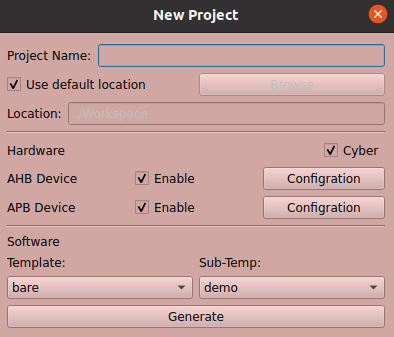 New Project
Project Name:
Use default location Browse
Location: ./Workspace
Hardware Cyber
AHB Device Enable Configration
APB Device Enable Configration
Software
Template: Sub-Temp:
bare demo
Generate